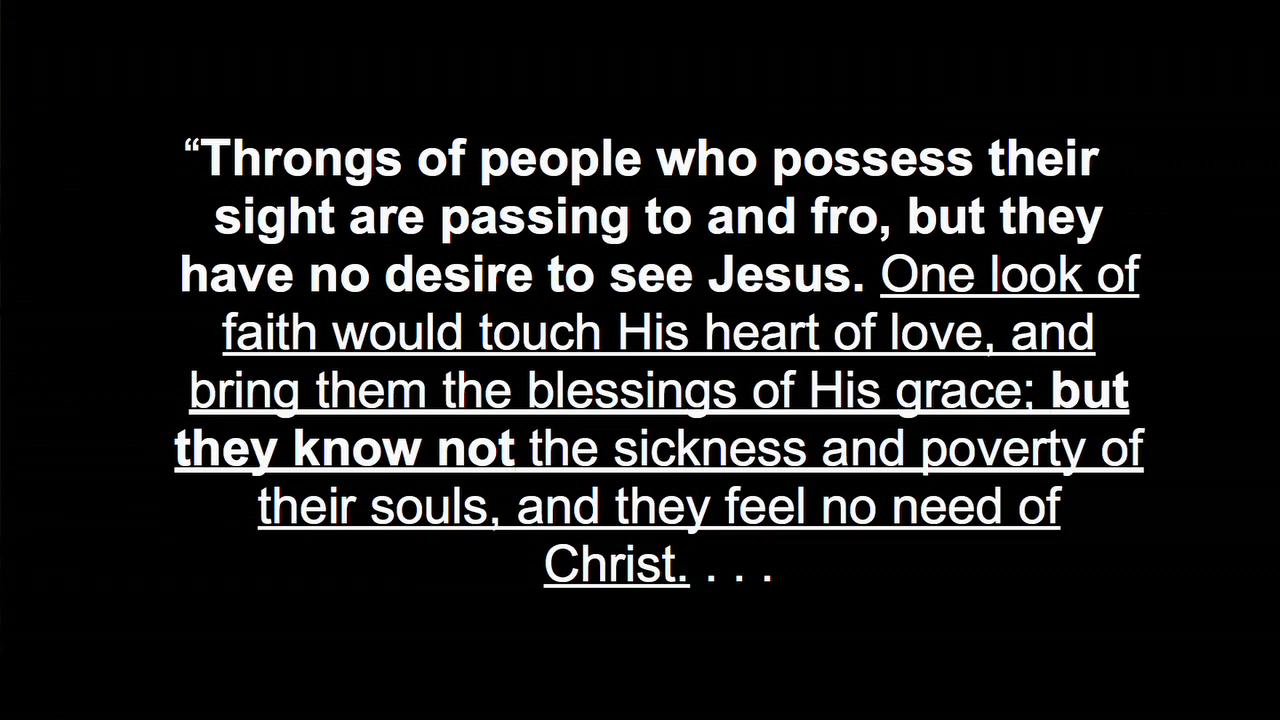 “Throngs of people who possess their
sight are passing to and fro, but they
have no desire to see Jesus. One look of
faith would touch His heart of love, and
bring them the blessings of His grace; but
they know not the sickness and poverty of
their souls, and they feel no need of
Christ. . . .